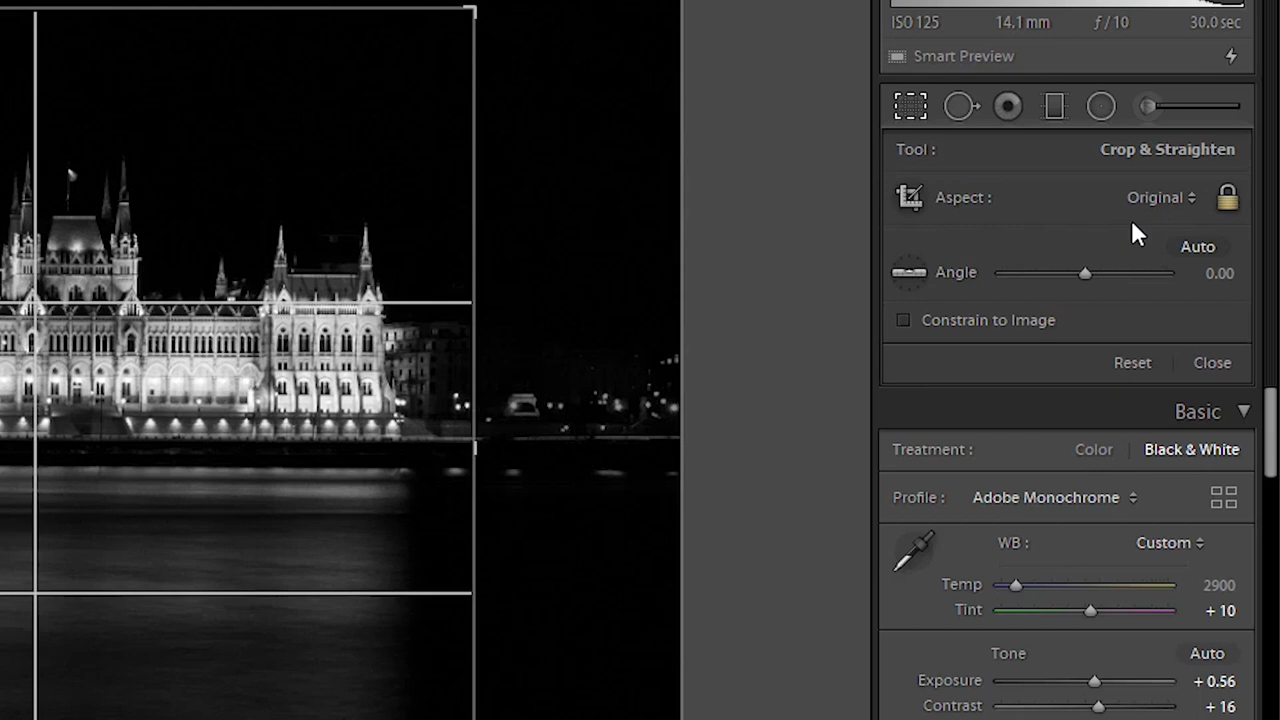 ISO 125 14.1 mm ƒ / 10 30.0 sec
Smart Preview
Tool : Crop & Straighten
Aspect : Original
Auto
Angle 0.00
Constrain to Image
Reset Close
Basic
Treatment : Color Black & White
Profile : Adobe Monochrome
WB : Custom
Temp 2900
Tint + 10
Tone Auto
Exposure + 0.56
Contrast + 16